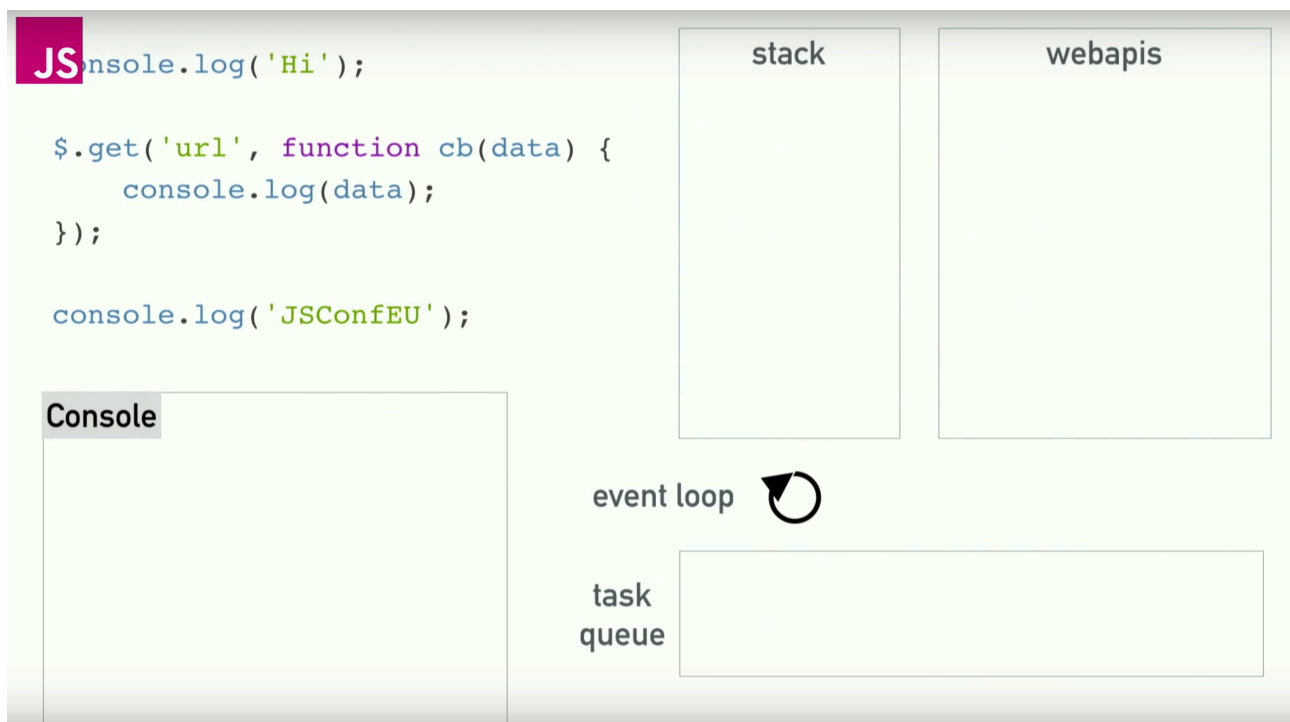 JS
nsole.log('Hi');
$.get('url', function cb(data) {
    console.log(data);
});
console.log('JSConfEU');
Console
stack
webapis
event loop
task
queue